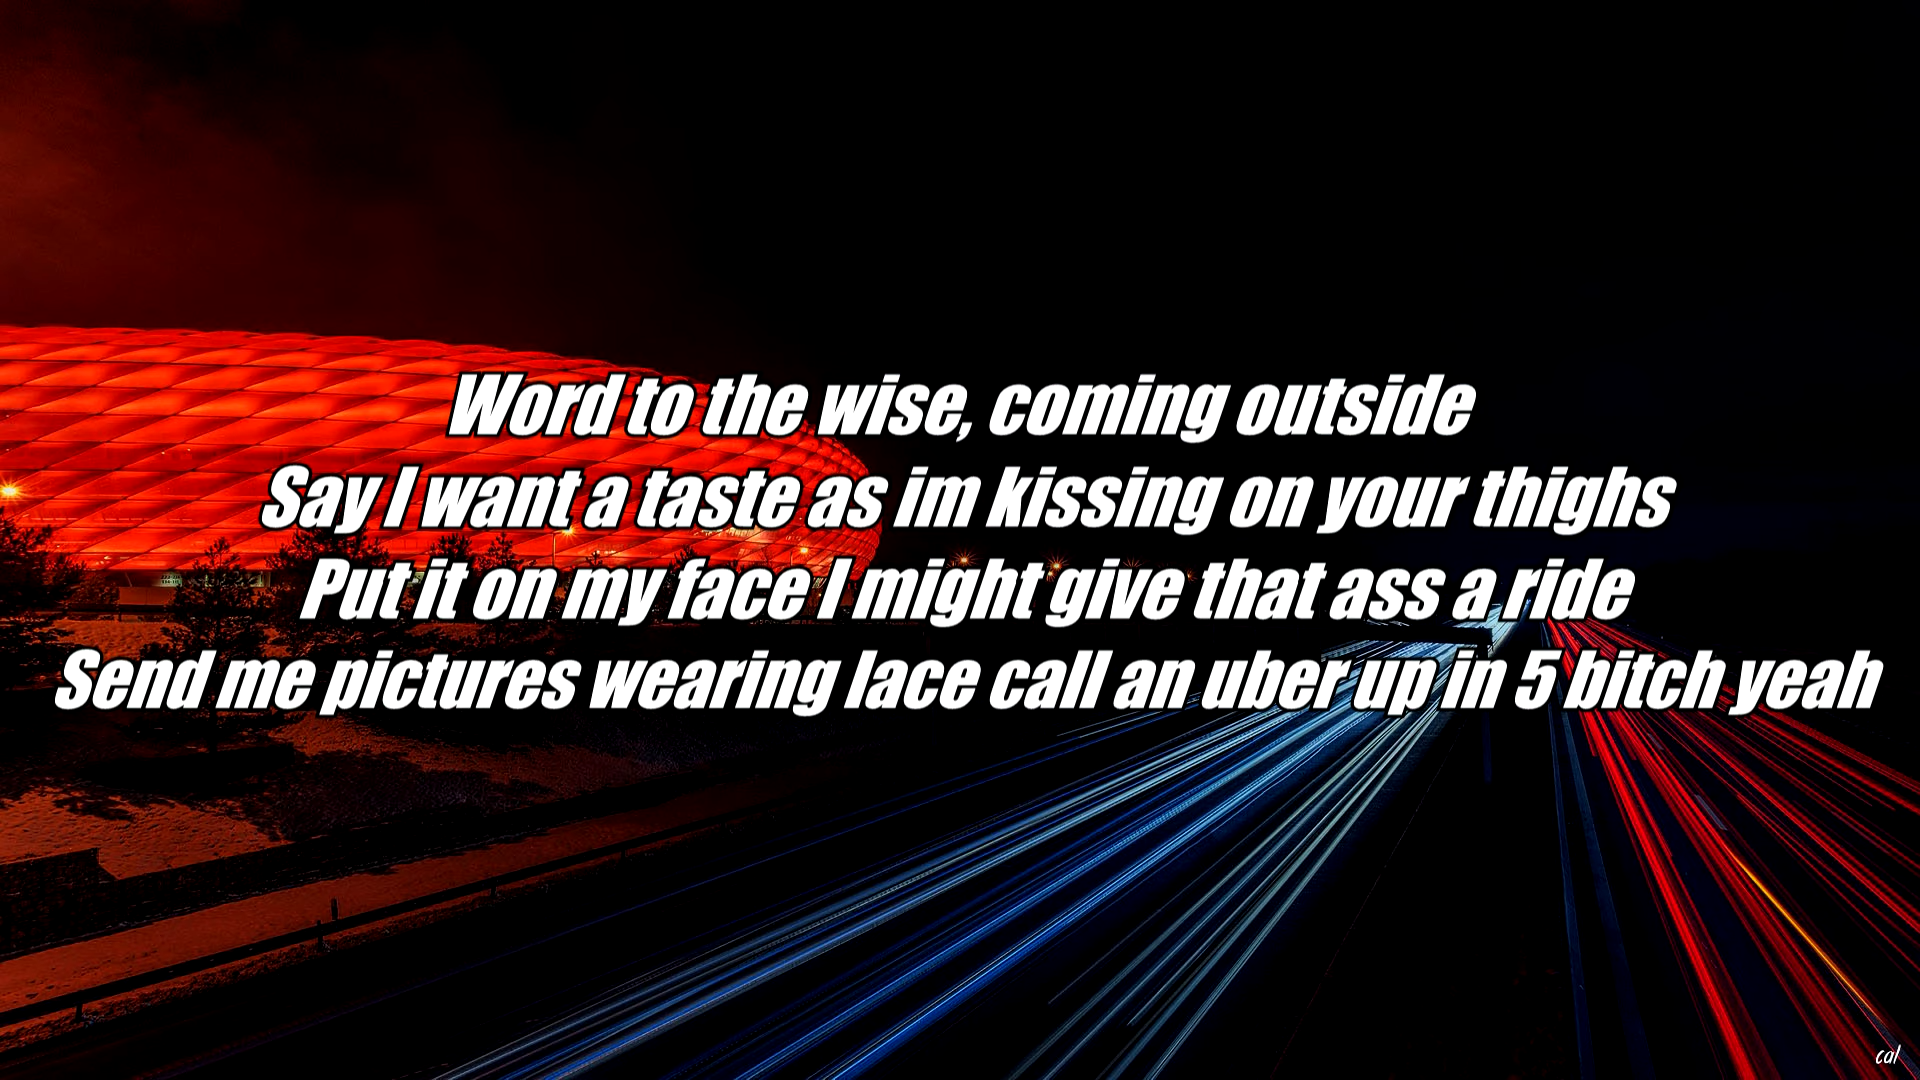 Word to the wise, coming outside
Say I want a taste as im kissing on your thighs
Put it on my face I might give that ass a ride
Send me pictures wearing lace call an uber up in 5 bitch yeah
cal